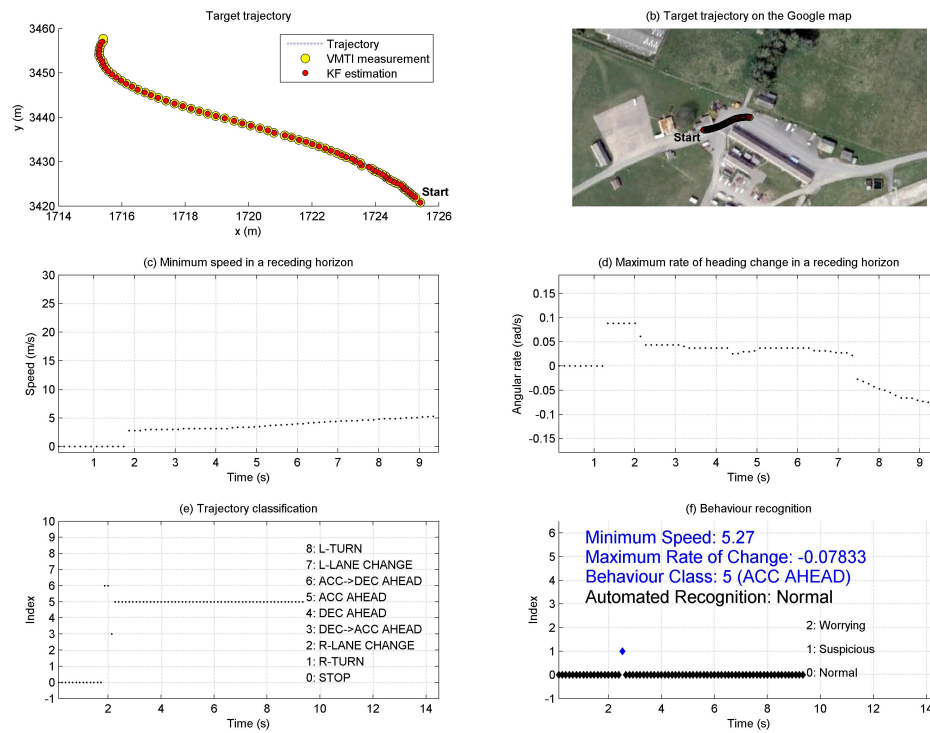 Target trajectory
3460
3450
3440
3430
3420
y (m)
Trajectory
VMTI measurement
KF estimation
Start
1714 1716 1718 1720 1722 1724 1726
x (m)
(b) Target trajectory on the Google map
Start
(c) Minimum speed in a receding horizon
30
25
20
15
10
5
0
Speed (m/s)
1 2 3 4 5 6 7 8 9
Time (s)
(d) Maximum rate of heading change in a receding horizon
0.15
0.1
0.05
0
-0.05
-0.1
-0.15
Angular rate (rad/s)
1 2 3 4 5 6 7 8 9
Time (s)
(e) Trajectory classification
10
9
8
7
6
5
4
3
2
1
0
-1
Index
8: L-TURN
7: L-LANE CHANGE
6: ACC->DEC AHEAD
5: ACC AHEAD
4: DEC AHEAD
3: DEC->ACC AHEAD
2: R-LANE CHANGE
1: R-TURN
0: STOP
2 4 6 8 10 12 14
Time (s)
(f) Behaviour recognition
6
5
4
3
2
1
0
-1
Index
Minimum Speed: 5.27
Maximum Rate of Change: -0.07833
Behaviour Class: 5 (ACC AHEAD)
Automated Recognition: Normal
2: Worrying
1: Suspicious
0: Normal
2 4 6 8 10 12 14
Time (s)